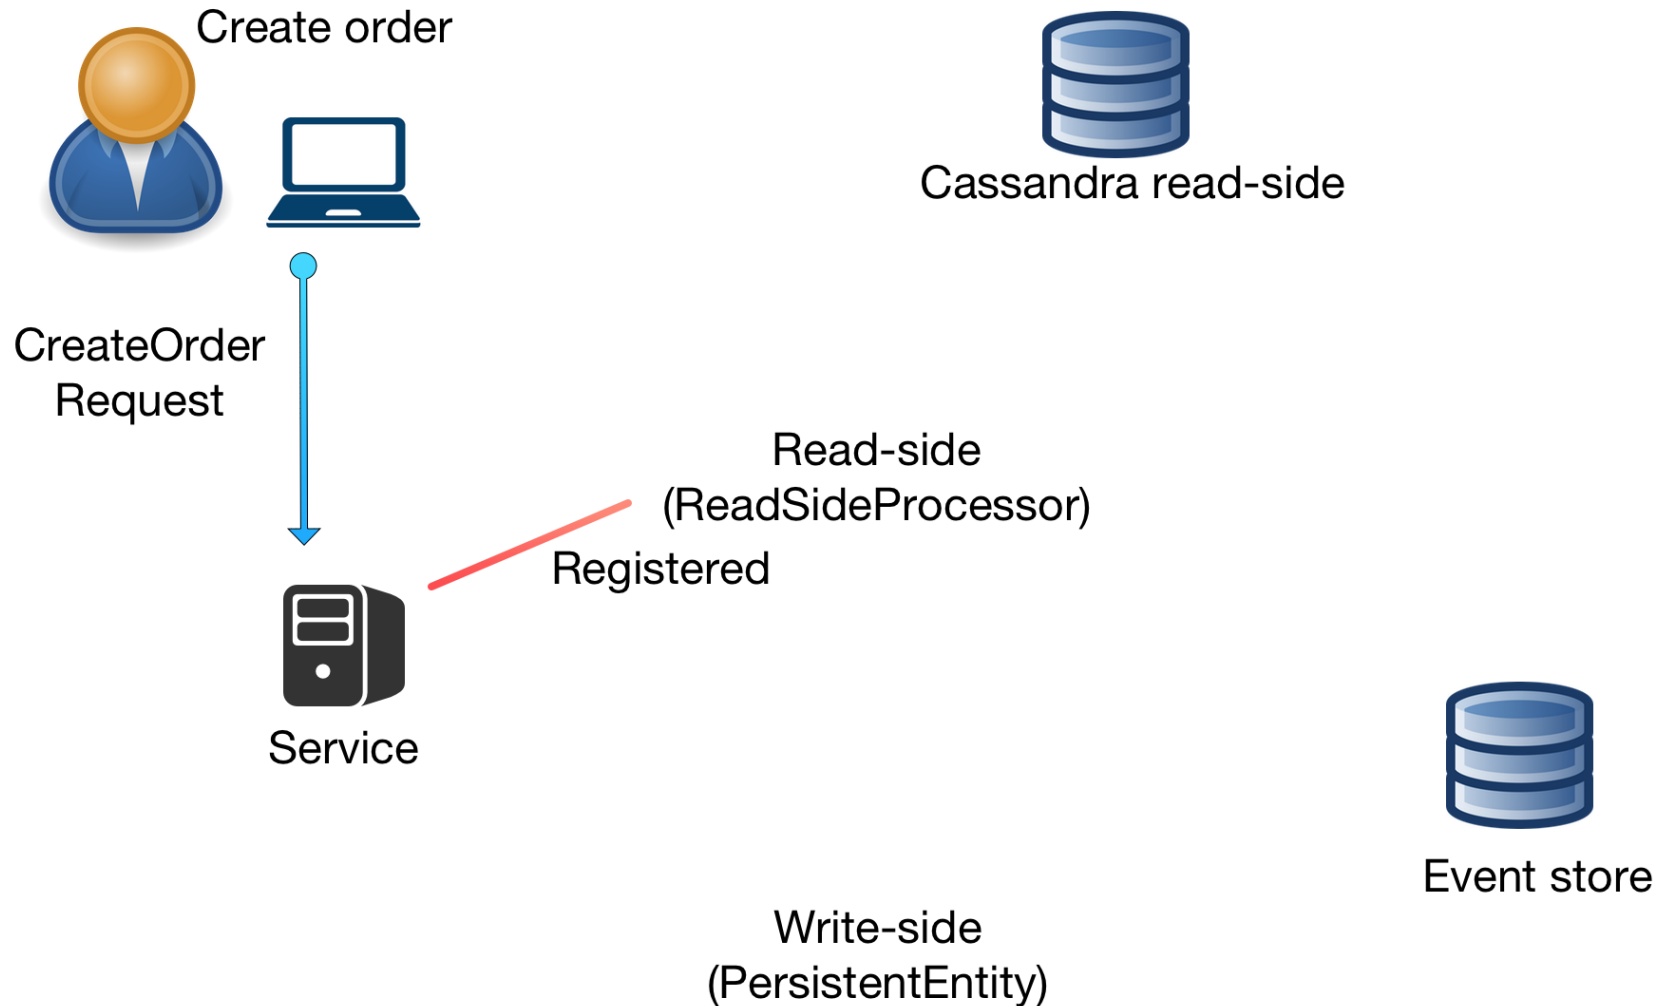 Create order
Cassandra read-side
CreateOrder
Request
Read-side
(ReadSideProcessor)
Registered
Service
Event store
Write-side
(PersistentEntity)